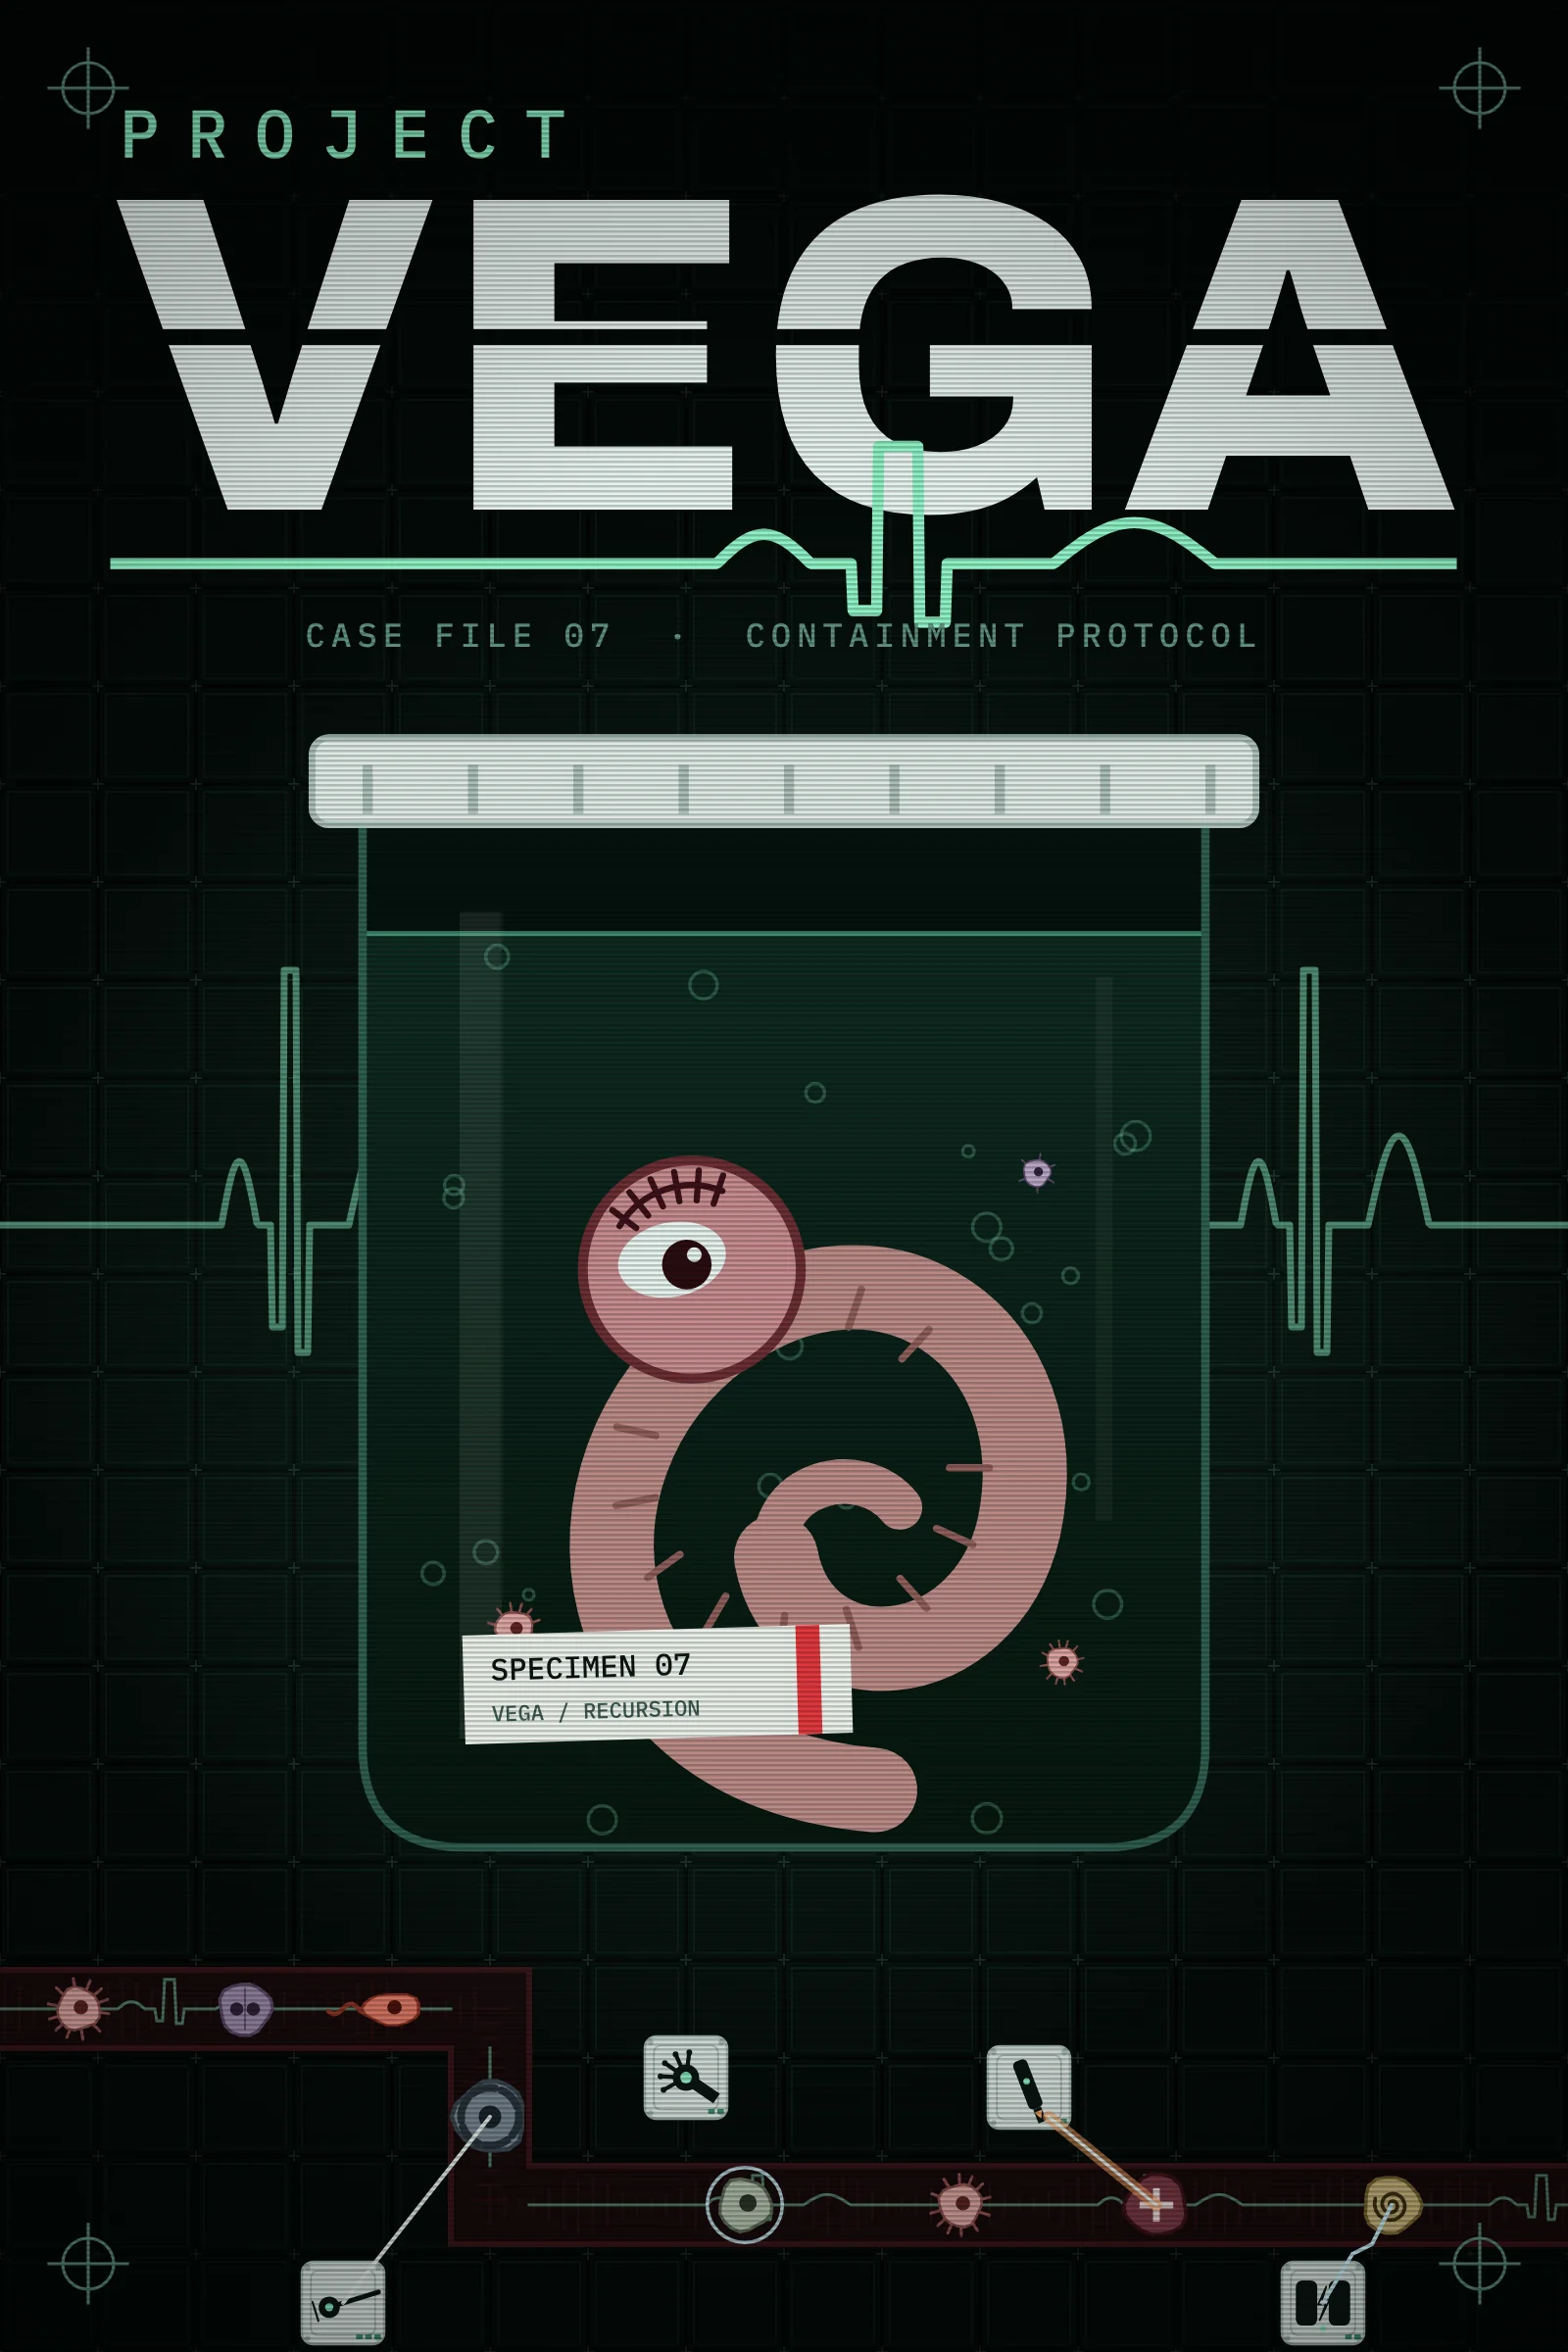 PROJECT
VEGA
CASE FILE 07 · CONTAINMENT PROTOCOL
SPECIMEN 07
VEGA / RECURSION